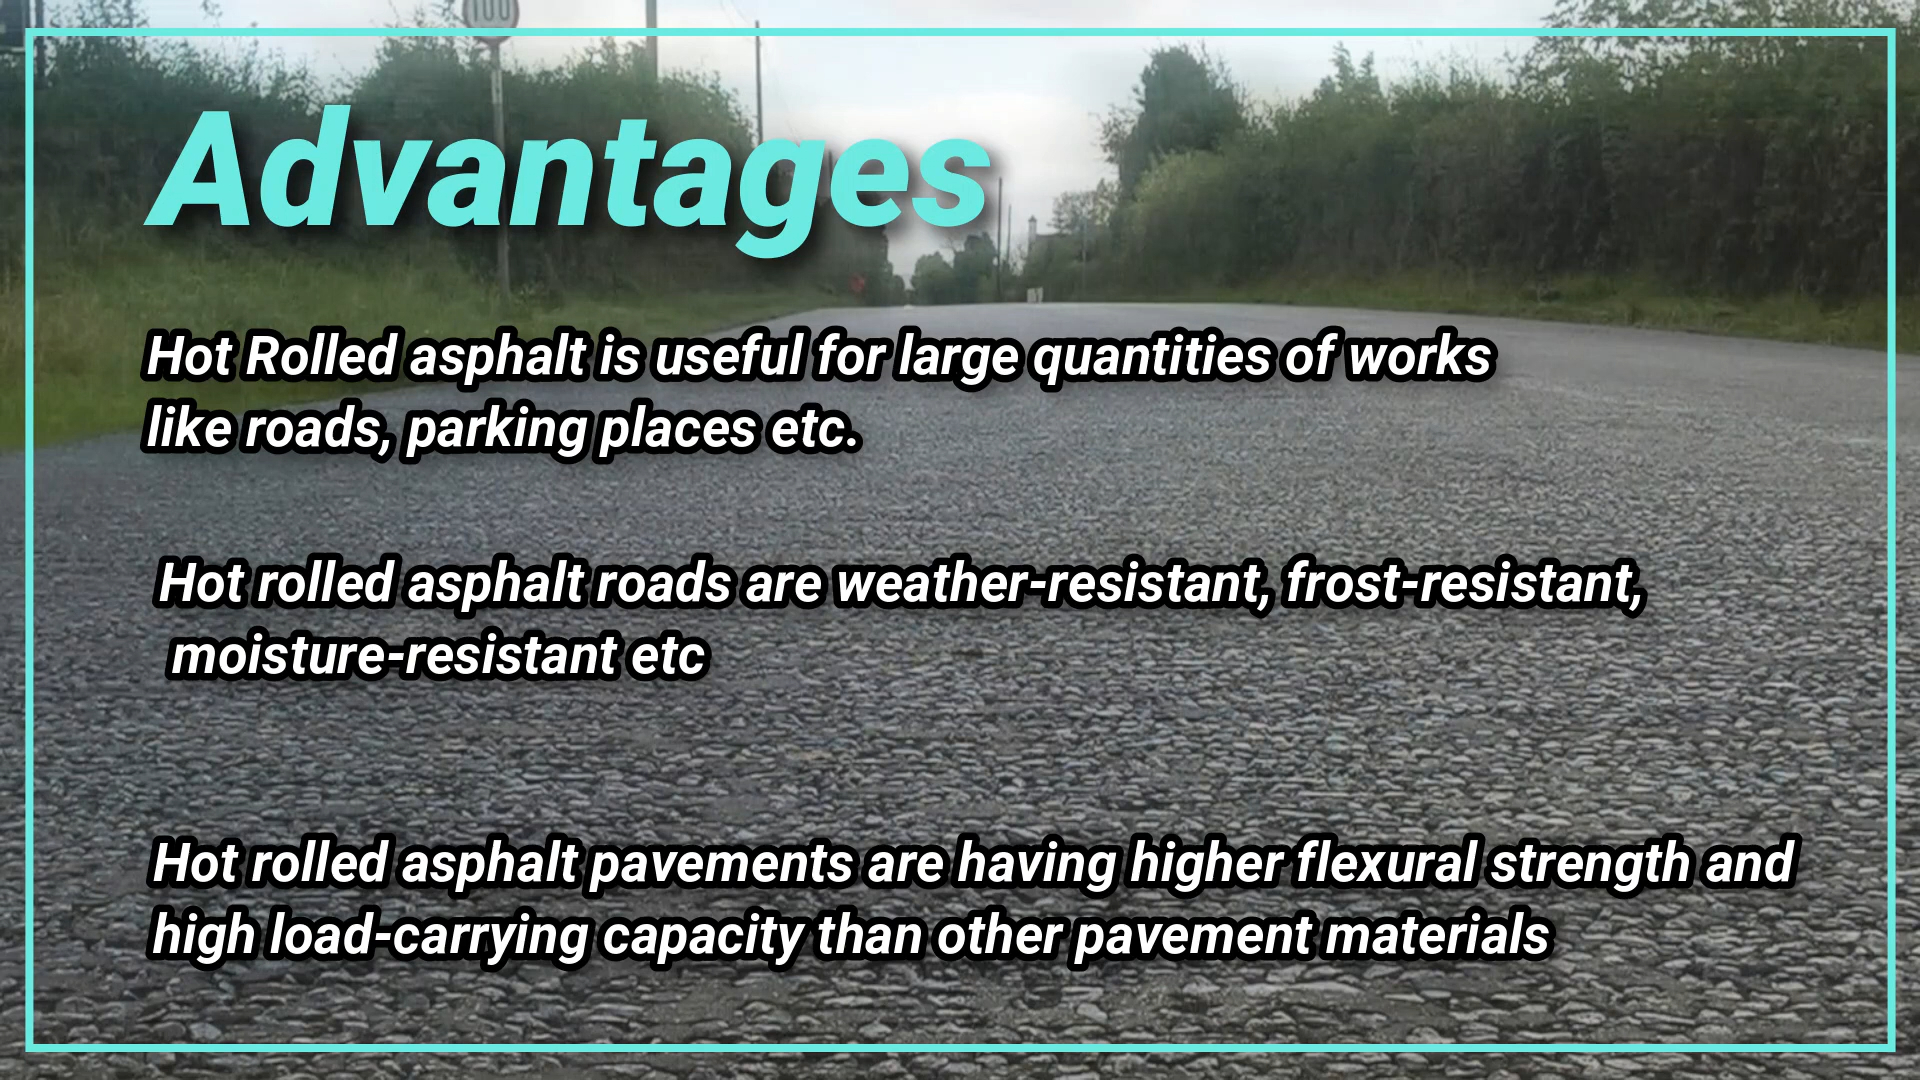 100
Advantages
Hot Rolled asphalt is useful for large quantities of works
like roads, parking places etc.
Hot rolled asphalt roads are weather-resistant, frost-resistant,
moisture-resistant etc
Hot rolled asphalt pavements are having higher flexural strength and
high load-carrying capacity than other pavement materials